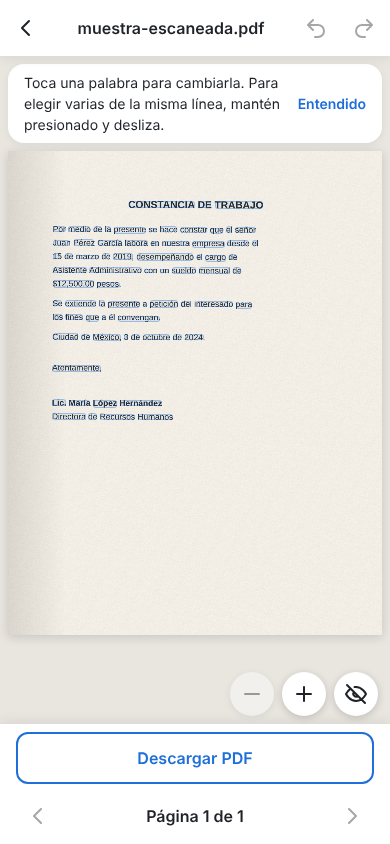 muestra-escaneada.pdf
Toca una palabra para cambiarla. Para
elegir varias de la misma línea, mantén
presionado y desliza.
Entendido
CONSTANCIA DE TRABAJO
Por medio de la presente se hace constar que el señor
Juan Pérez García labora en nuestra empresa desde el
15 de marzo de 2019, desempeñando el cargo de
Asistente Administrativo con un sueldo mensual de
$12,500.00 pesos.
Se extiende la presente a petición del interesado para
los fines que a él convengan.
Ciudad de México, 3 de octubre de 2024
Atentamente,
Lic. María López Hernández
Directora de Recursos Humanos
Descargar PDF
Página 1 de 1